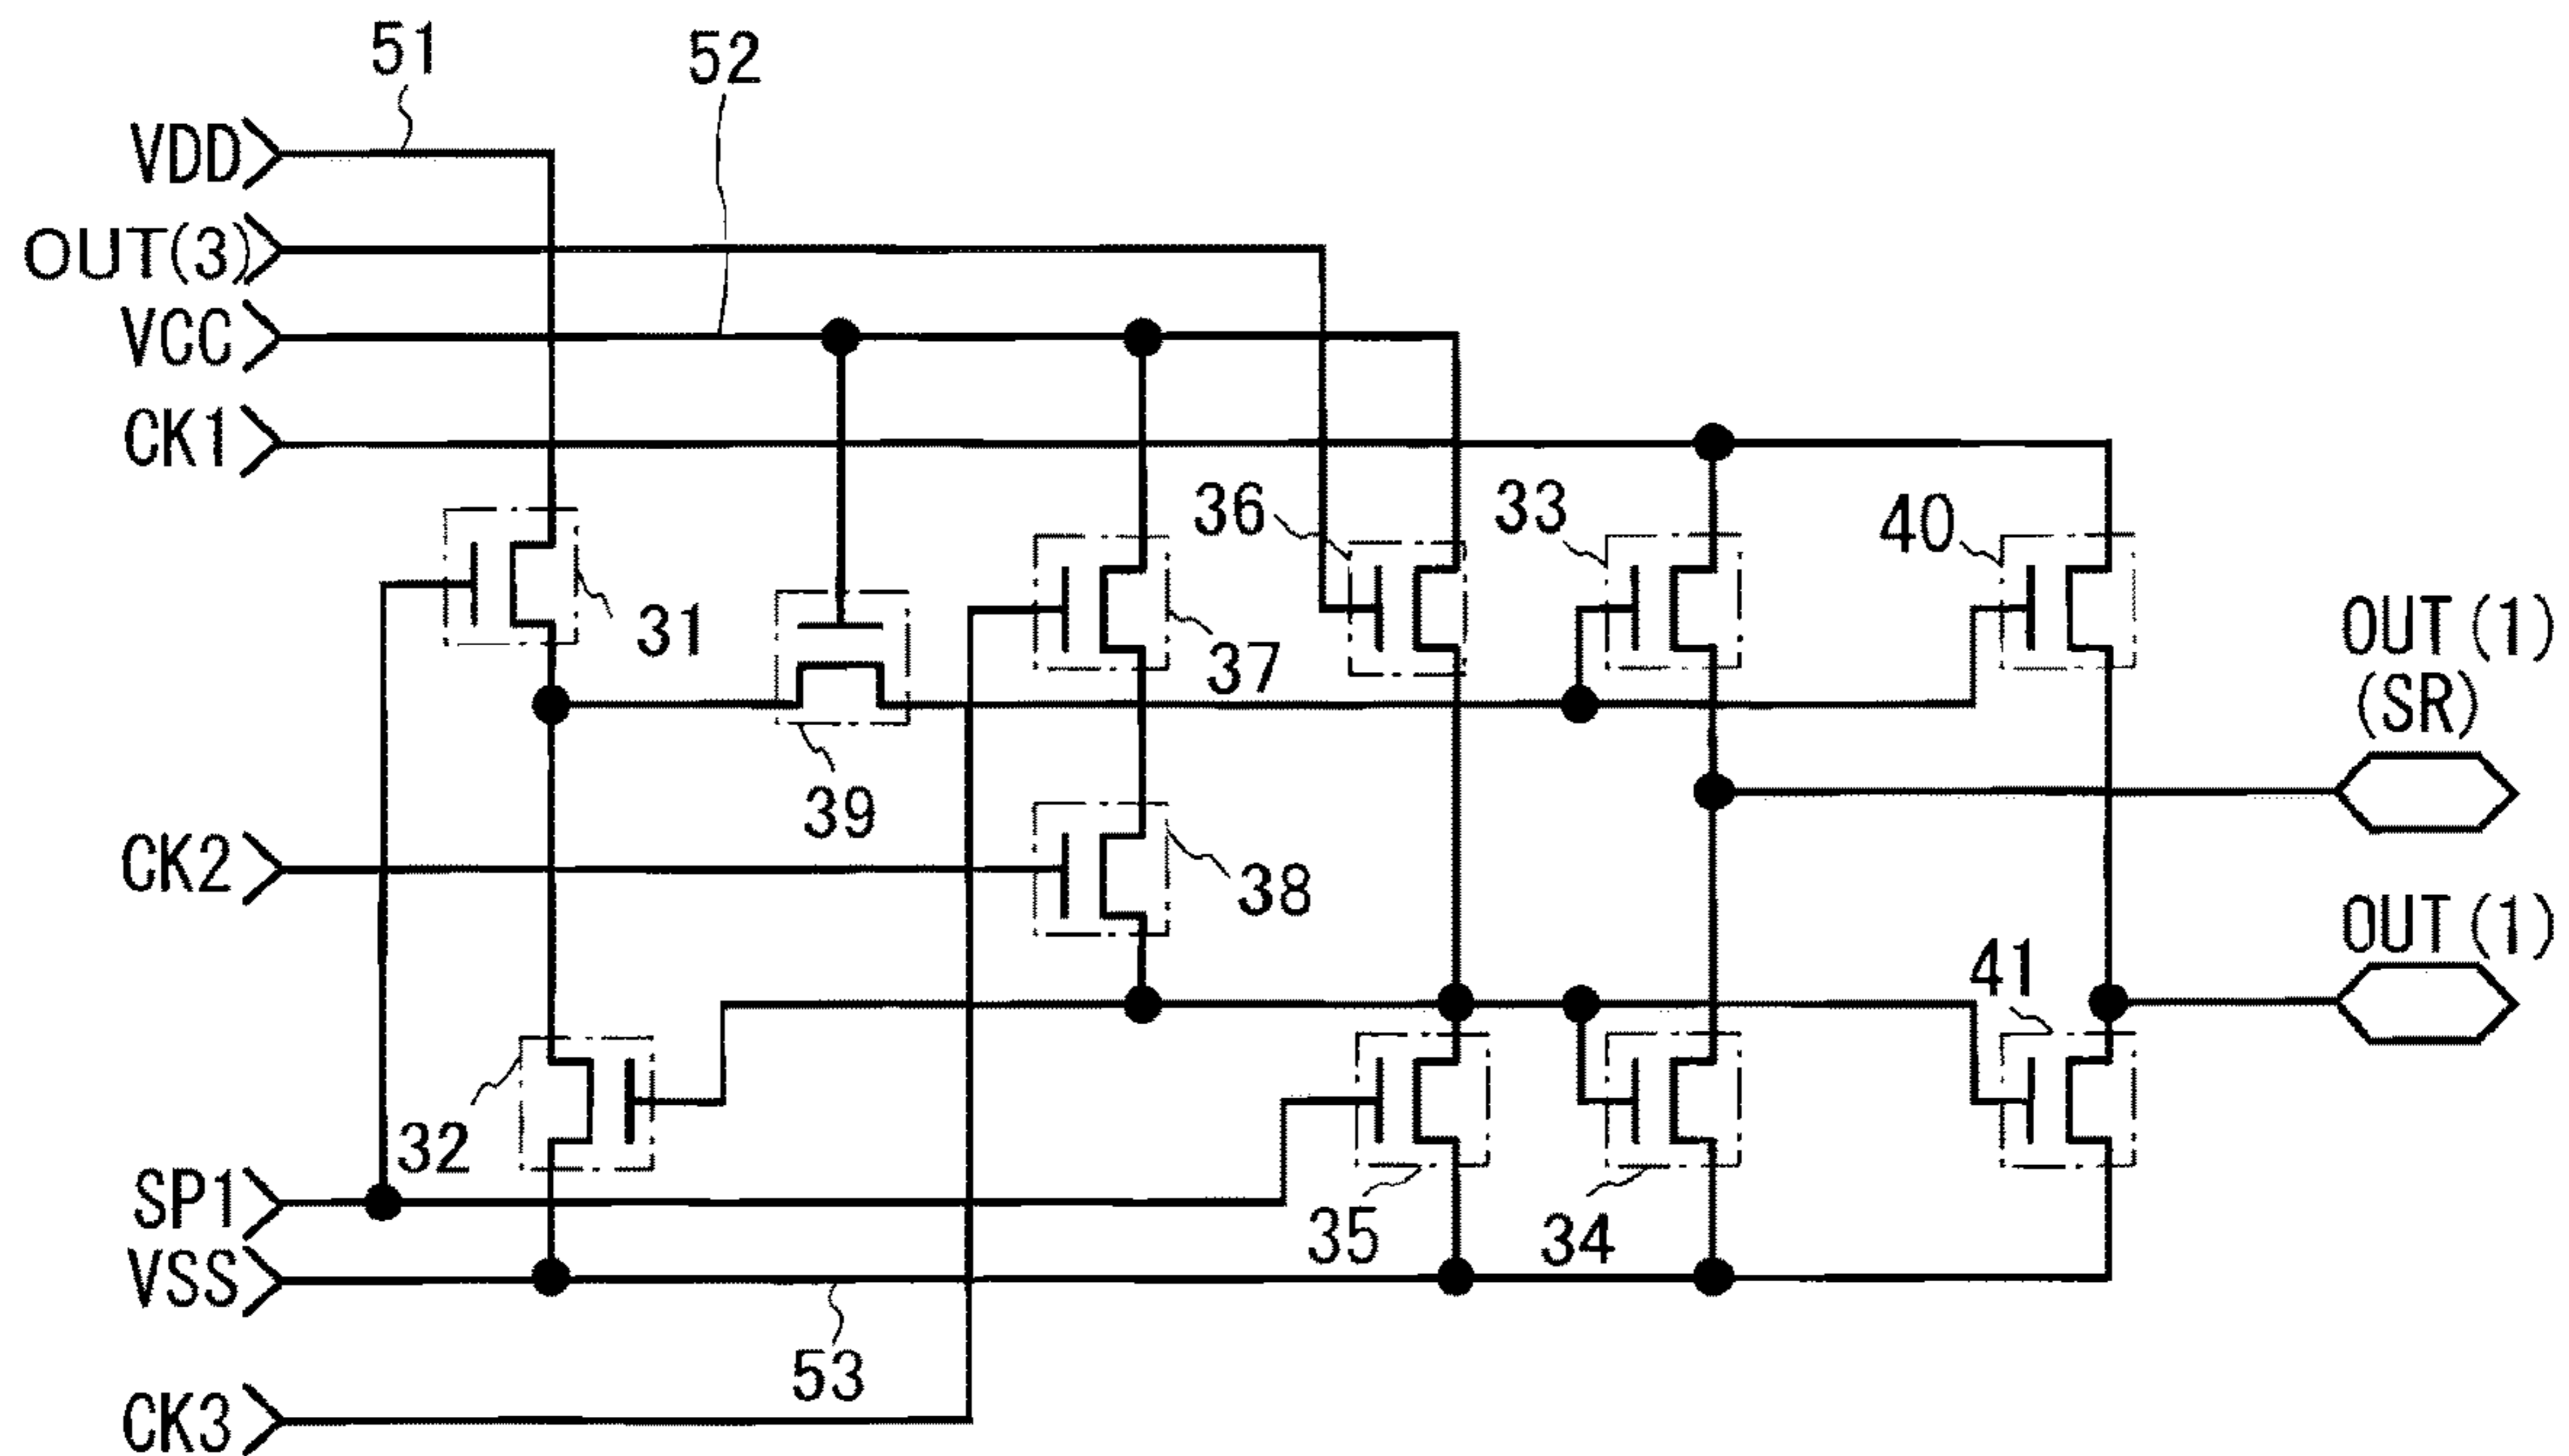 51
52
VDD
OUT(3)
VCC
CK1
36
33
40
31
37
OUT(1)
(SR)
39
CK2
38
OUT(1)
41
32
SP1
35
34
VSS
53
CK3